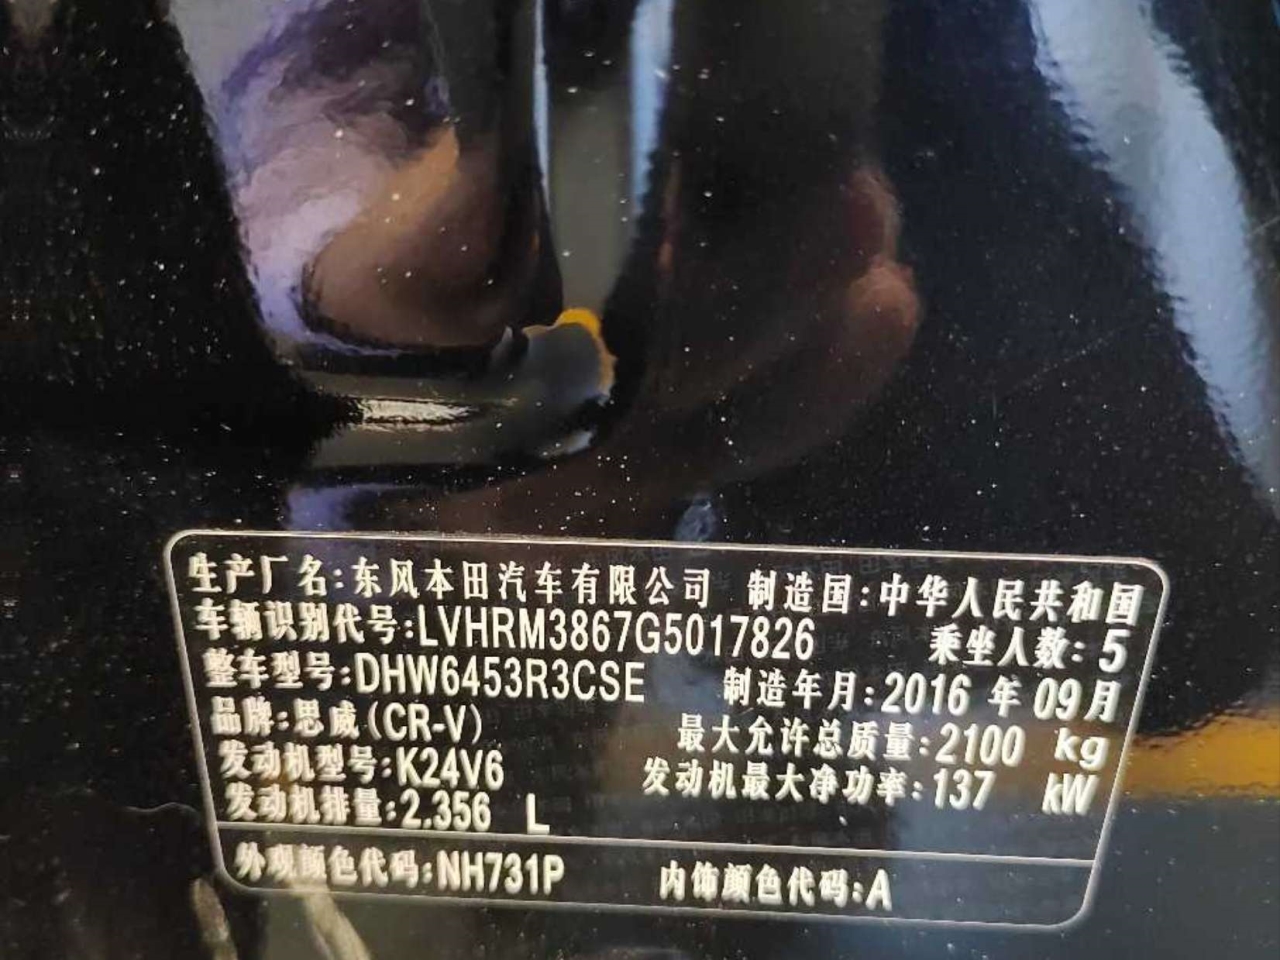 生产厂名:东风本田汽车有限公司 制造国:中华人民共和国
车辆识别代号:LVHRM3867G5017826 乘坐人数:5
整车型号:DHW6453R3CSE 制造年月:2016 年 09月
品牌:思威(CR-V) 最大允许总质量:2100 kg
发动机型号:K24V6 发动机最大净功率:137 kW
发动机排量:2.356 L
外观颜色代码:NH731P 内饰颜色代码:A